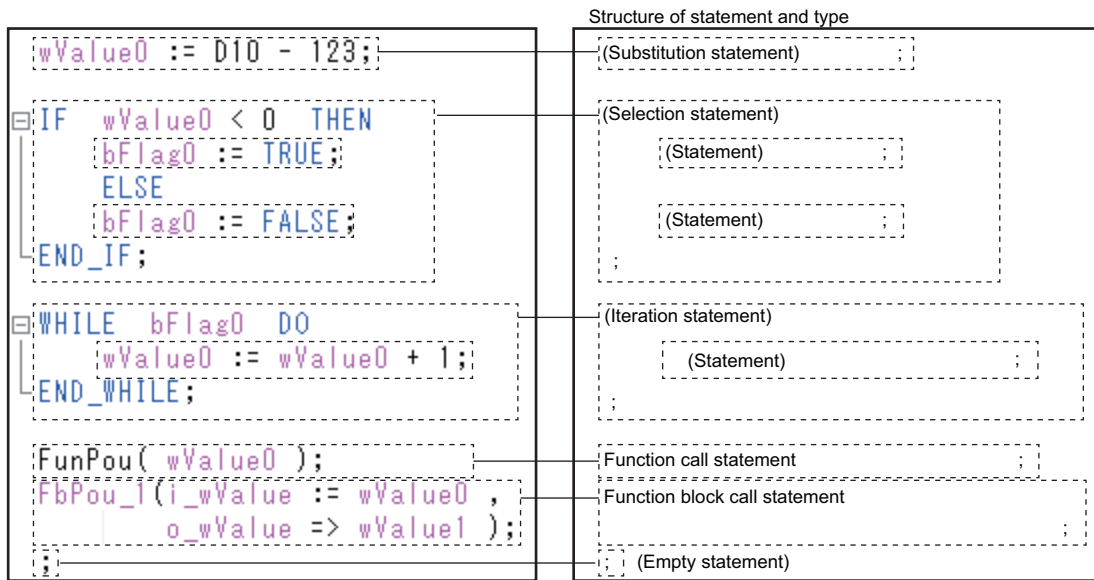 Structure of statement and type
wValue0 := D10 - 123;
(Substitution statement) ;
IF wValue0 < 0 THEN
(Selection statement)
bFlag0 := TRUE;
(Statement) ;
ELSE
bFlag0 := FALSE;
(Statement) ;
END_IF;
;
WHILE bFlag0 DO
(Iteration statement)
wValue0 := wValue0 + 1;
(Statement) ;
END_WHILE;
;
FunPou( wValue0 );
Function call statement ;
FbPou_1(i_wValue := wValue0 ,
Function block call statement
o_wValue => wValue1 );
;
;
; (Empty statement)